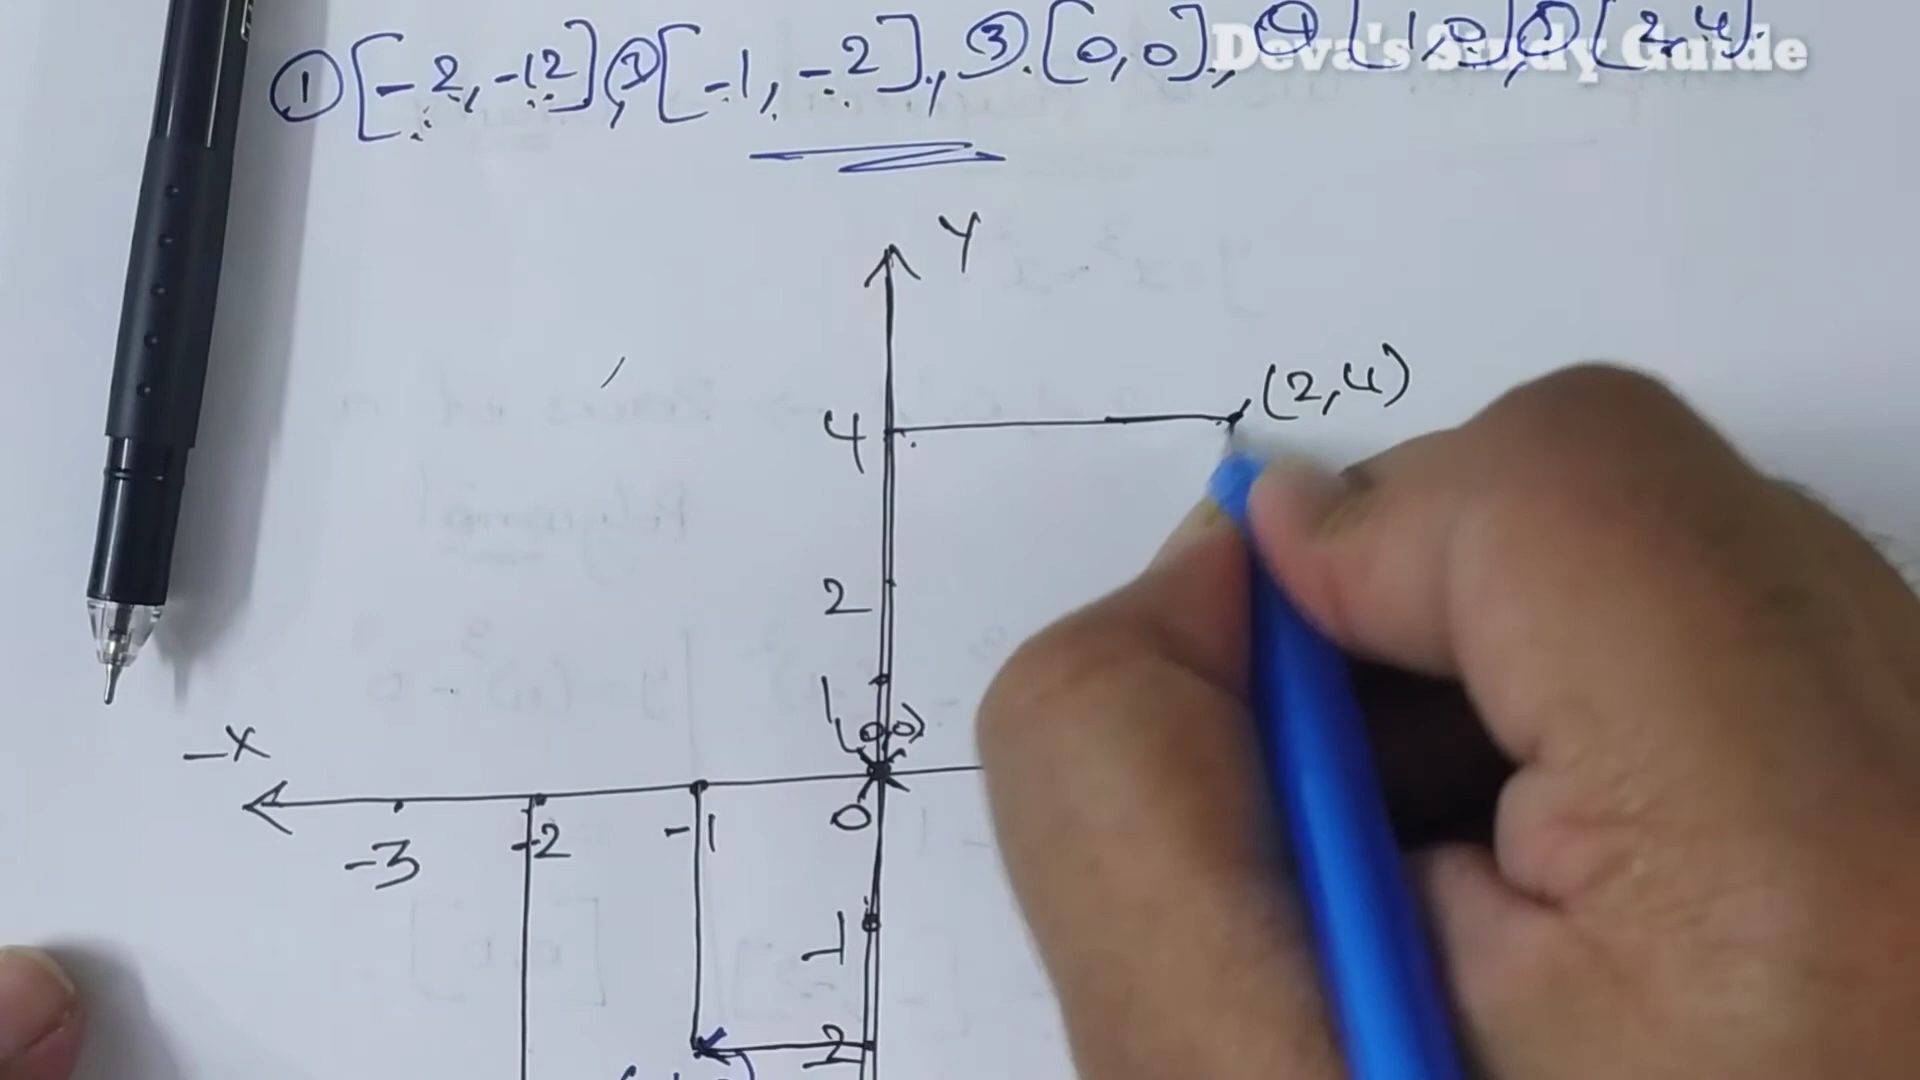 ① [-2, -12], ② [-1, -2], ③ [0, 0], ④ [1, 0], ⑤ [2, 4].
Deva's Sundy Guide
Y
(2,4)
4
2
1
(0,0)
-X
0
-3
-2
-1
-1
-2